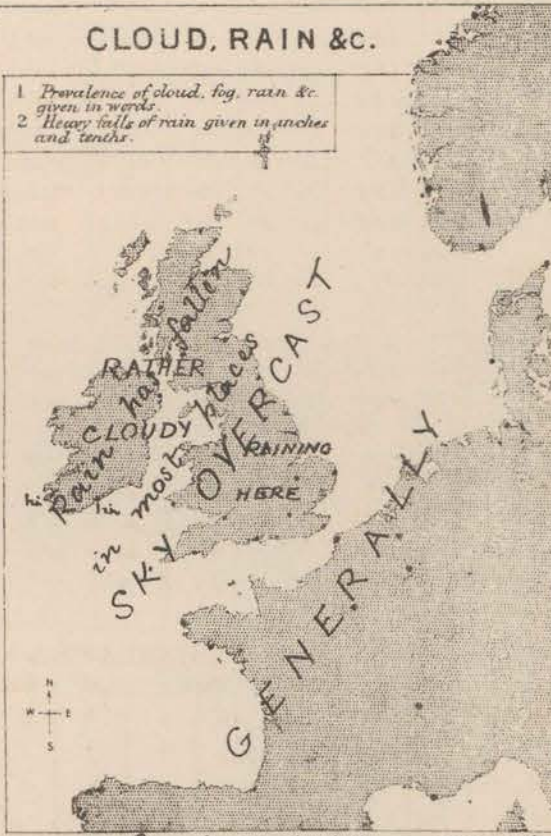 CLOUD, RAIN &c.
1 Prevalence of cloud, fog, rain &c.
given in words.
2 Heavy falls of rain given in inches
and tenths.
Rain has fallen
in most places
RATHER
CLOUDY
RAINING
HERE
SKY OVERCAST
GENERALLY
N
W E
S